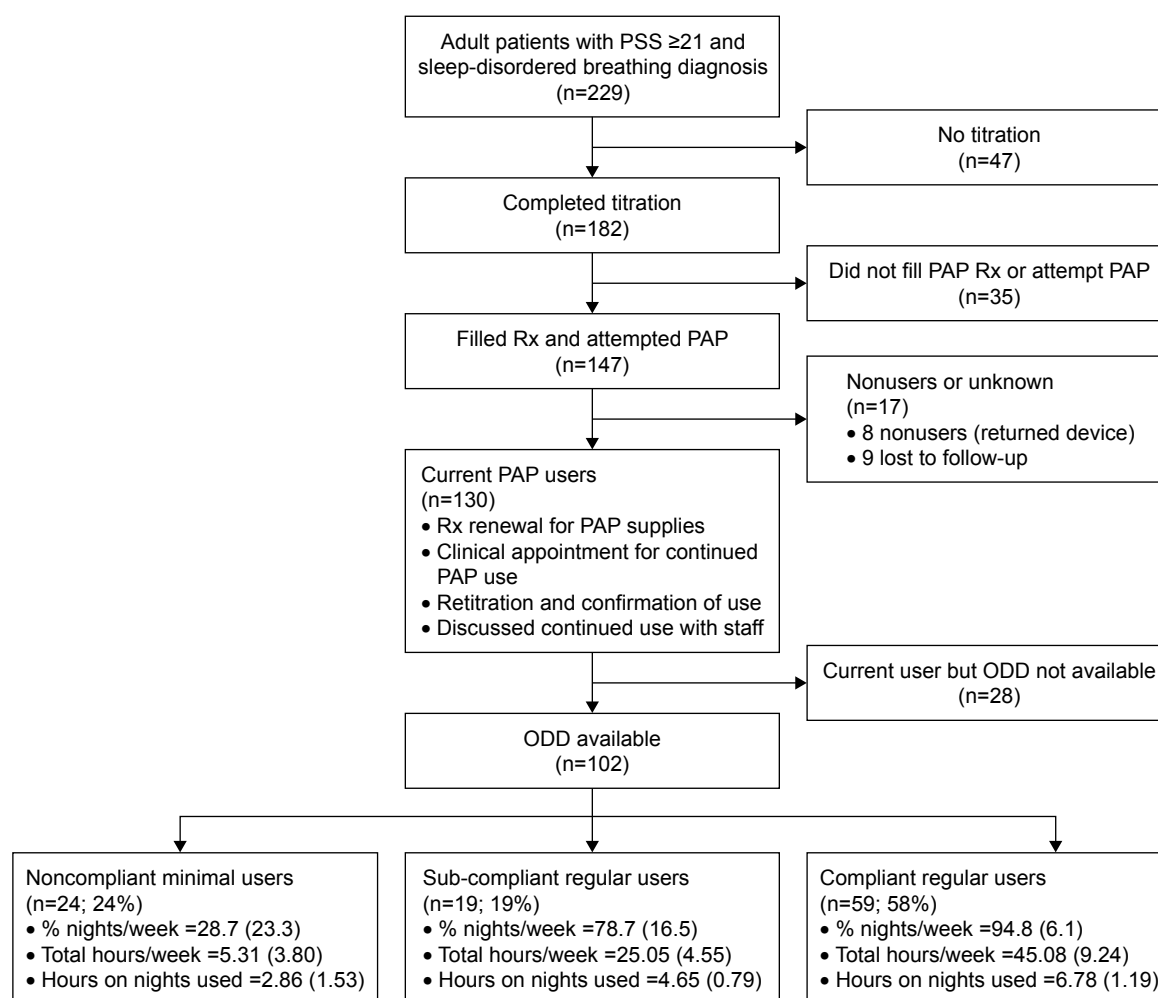 Adult patients with PSS ≥21 and
sleep-disordered breathing diagnosis
(n=229)
No titration
(n=47)
Completed titration
(n=182)
Did not fill PAP Rx or attempt PAP
(n=35)
Filled Rx and attempted PAP
(n=147)
Nonusers or unknown
(n=17)
• 8 nonusers (returned device)
• 9 lost to follow-up
Current PAP users
(n=130)
• Rx renewal for PAP supplies
• Clinical appointment for continued
PAP use
• Retitration and confirmation of use
• Discussed continued use with staff
Current user but ODD not available
(n=28)
ODD available
(n=102)
Noncompliant minimal users
(n=24; 24%)
• % nights/week =28.7 (23.3)
• Total hours/week =5.31 (3.80)
• Hours on nights used =2.86 (1.53)
Sub-compliant regular users
(n=19; 19%)
• % nights/week =78.7 (16.5)
• Total hours/week =25.05 (4.55)
• Hours on nights used =4.65 (0.79)
Compliant regular users
(n=59; 58%)
• % nights/week =94.8 (6.1)
• Total hours/week =45.08 (9.24)
• Hours on nights used =6.78 (1.19)